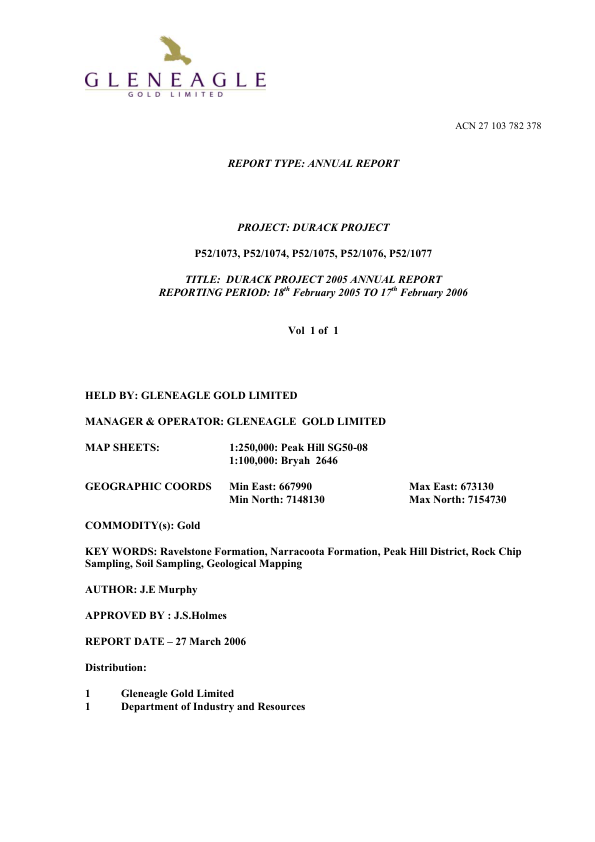 GLENEAGLE
GOLD LIMITED
ACN 27 103 782 378
REPORT TYPE: ANNUAL REPORT
PROJECT: DURACK PROJECT
P52/1073, P52/1074, P52/1075, P52/1076, P52/1077
TITLE: DURACK PROJECT 2005 ANNUAL REPORT
REPORTING PERIOD: 18th February 2005 TO 17th February 2006
Vol 1 of 1
HELD BY: GLENEAGLE GOLD LIMITED
MANAGER & OPERATOR: GLENEAGLE GOLD LIMITED
MAP SHEETS: 1:250,000: Peak Hill SG50-08
1:100,000: Bryah 2646
GEOGRAPHIC COORDS Min East: 667990 Max East: 673130
Min North: 7148130 Max North: 7154730
COMMODITY(s): Gold
KEY WORDS: Ravelstone Formation, Narracoota Formation, Peak Hill District, Rock Chip
Sampling, Soil Sampling, Geological Mapping
AUTHOR: J.E Murphy
APPROVED BY : J.S.Holmes
REPORT DATE – 27 March 2006
Distribution:
1 Gleneagle Gold Limited
1 Department of Industry and Resources